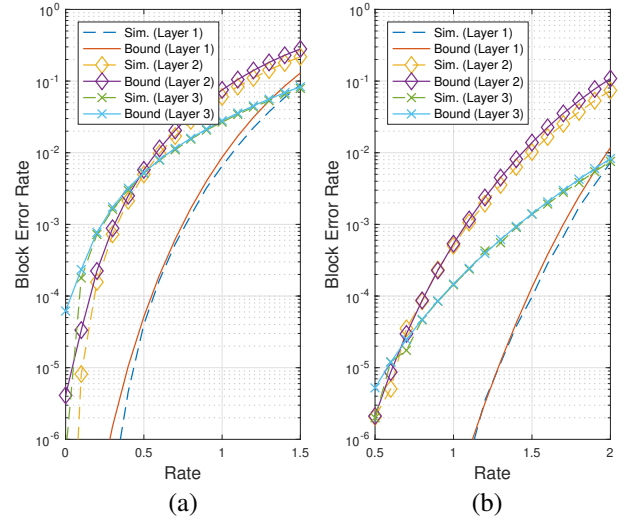 Block Error Rate
10^0
10^-1
10^-2
10^-3
10^-4
10^-5
10^-6
Sim. (Layer 1)
Bound (Layer 1)
Sim. (Layer 2)
Bound (Layer 2)
Sim. (Layer 3)
Bound (Layer 3)
0 0.5 1 1.5
Rate
(a)
Block Error Rate
10^0
10^-1
10^-2
10^-3
10^-4
10^-5
10^-6
Sim. (Layer 1)
Bound (Layer 1)
Sim. (Layer 2)
Bound (Layer 2)
Sim. (Layer 3)
Bound (Layer 3)
0.5 1 1.5 2
Rate
(b)